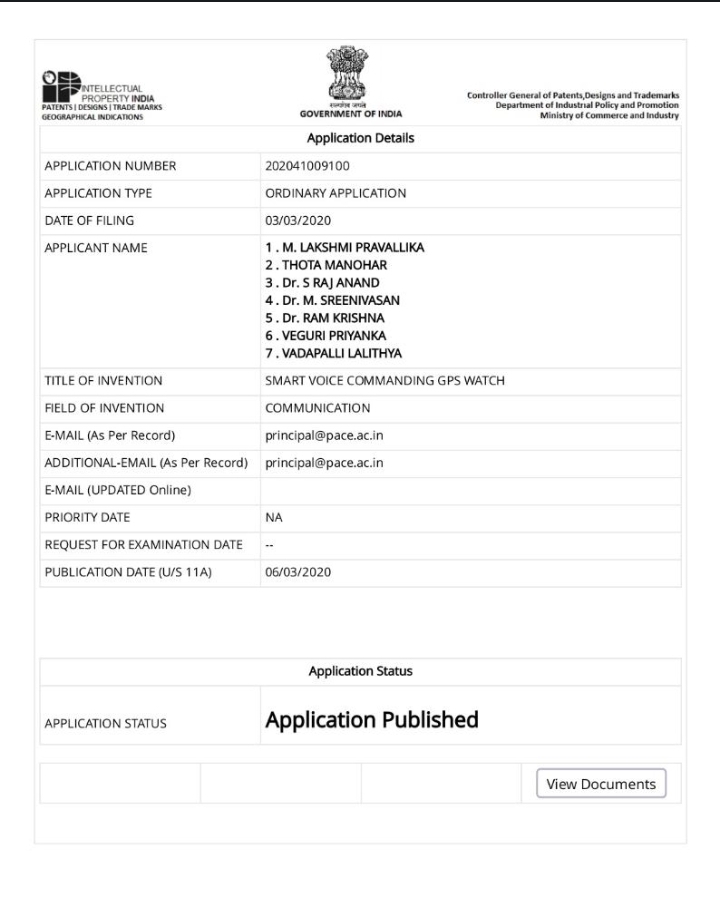 INTELLECTUAL
PROPERTY INDIA
PATENTS | DESIGNS | TRADE MARKS
GEOGRAPHICAL INDICATIONS
सत्यमेव जयते
GOVERNMENT OF INDIA
Controller General of Patents,Designs and Trademarks
Department of Industrial Policy and Promotion
Ministry of Commerce and Industry
Application Details
APPLICATION NUMBER 202041009100
APPLICATION TYPE ORDINARY APPLICATION
DATE OF FILING 03/03/2020
APPLICANT NAME 1 . M. LAKSHMI PRAVALLIKA
2 . THOTA MANOHAR
3 . Dr. S RAJ ANAND
4 . Dr. M. SREENIVASAN
5 . Dr. RAM KRISHNA
6 . VEGURI PRIYANKA
7 . VADAPALLI LALITHYA
TITLE OF INVENTION SMART VOICE COMMANDING GPS WATCH
FIELD OF INVENTION COMMUNICATION
E-MAIL (As Per Record) principal@pace.ac.in
ADDITIONAL-EMAIL (As Per Record) principal@pace.ac.in
E-MAIL (UPDATED Online)
PRIORITY DATE NA
REQUEST FOR EXAMINATION DATE --
PUBLICATION DATE (U/S 11A) 06/03/2020
Application Status
APPLICATION STATUS Application Published
View Documents